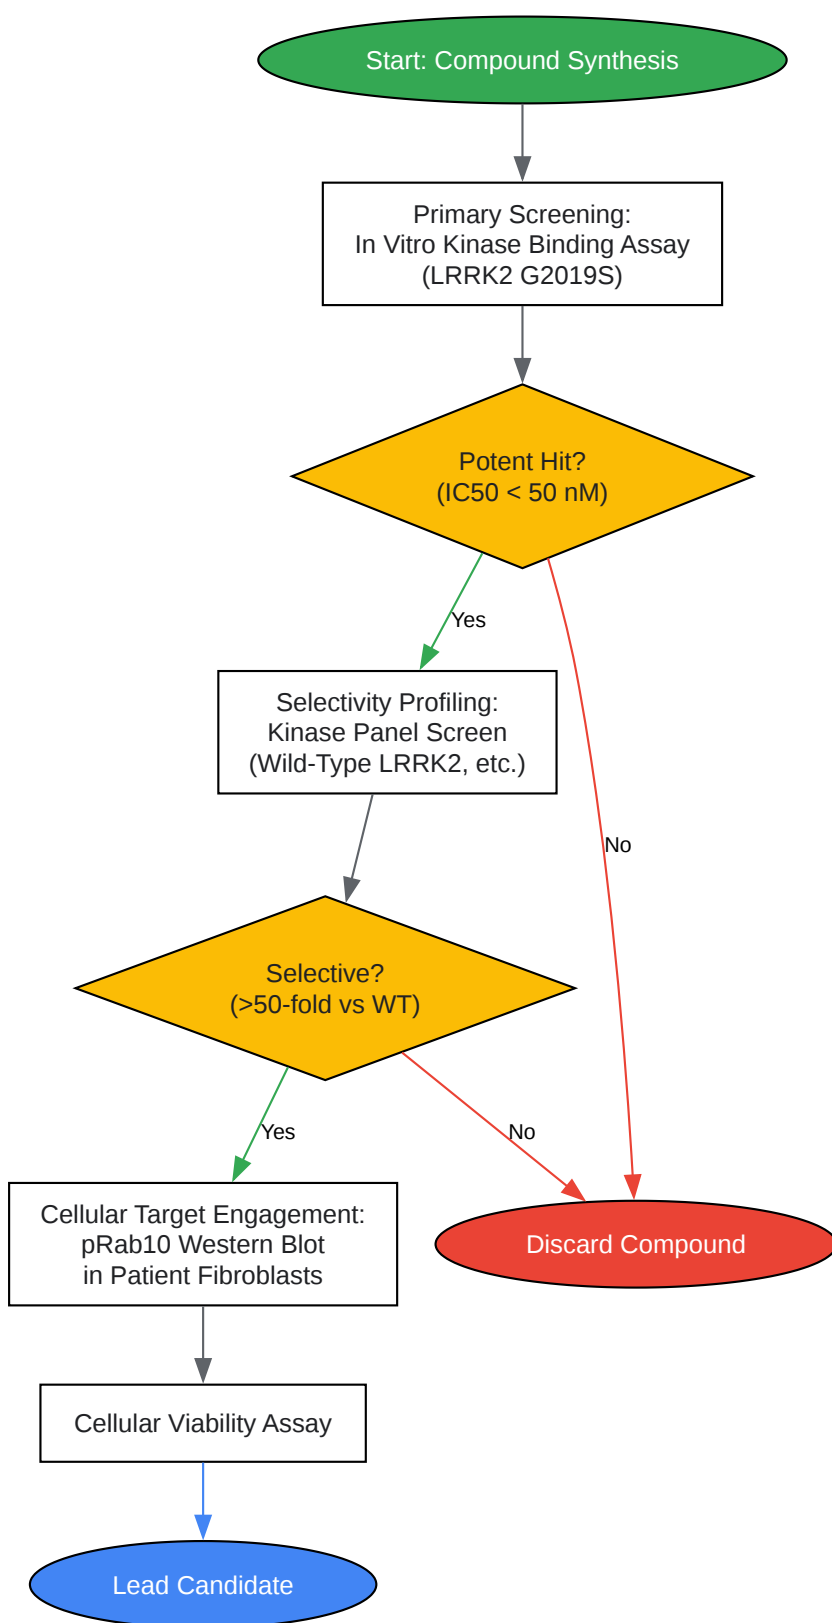 Start: Compound Synthesis
Primary Screening:
In Vitro Kinase Binding Assay
(LRRK2 G2019S)
Potent Hit?
(IC50 < 50 nM)
Yes
Selectivity Profiling:
Kinase Panel Screen
(Wild-Type LRRK2, etc.)
No
Selective?
(>50-fold vs WT)
Yes
No
Cellular Target Engagement:
pRab10 Western Blot
in Patient Fibroblasts
Discard Compound
Cellular Viability Assay
Lead Candidate